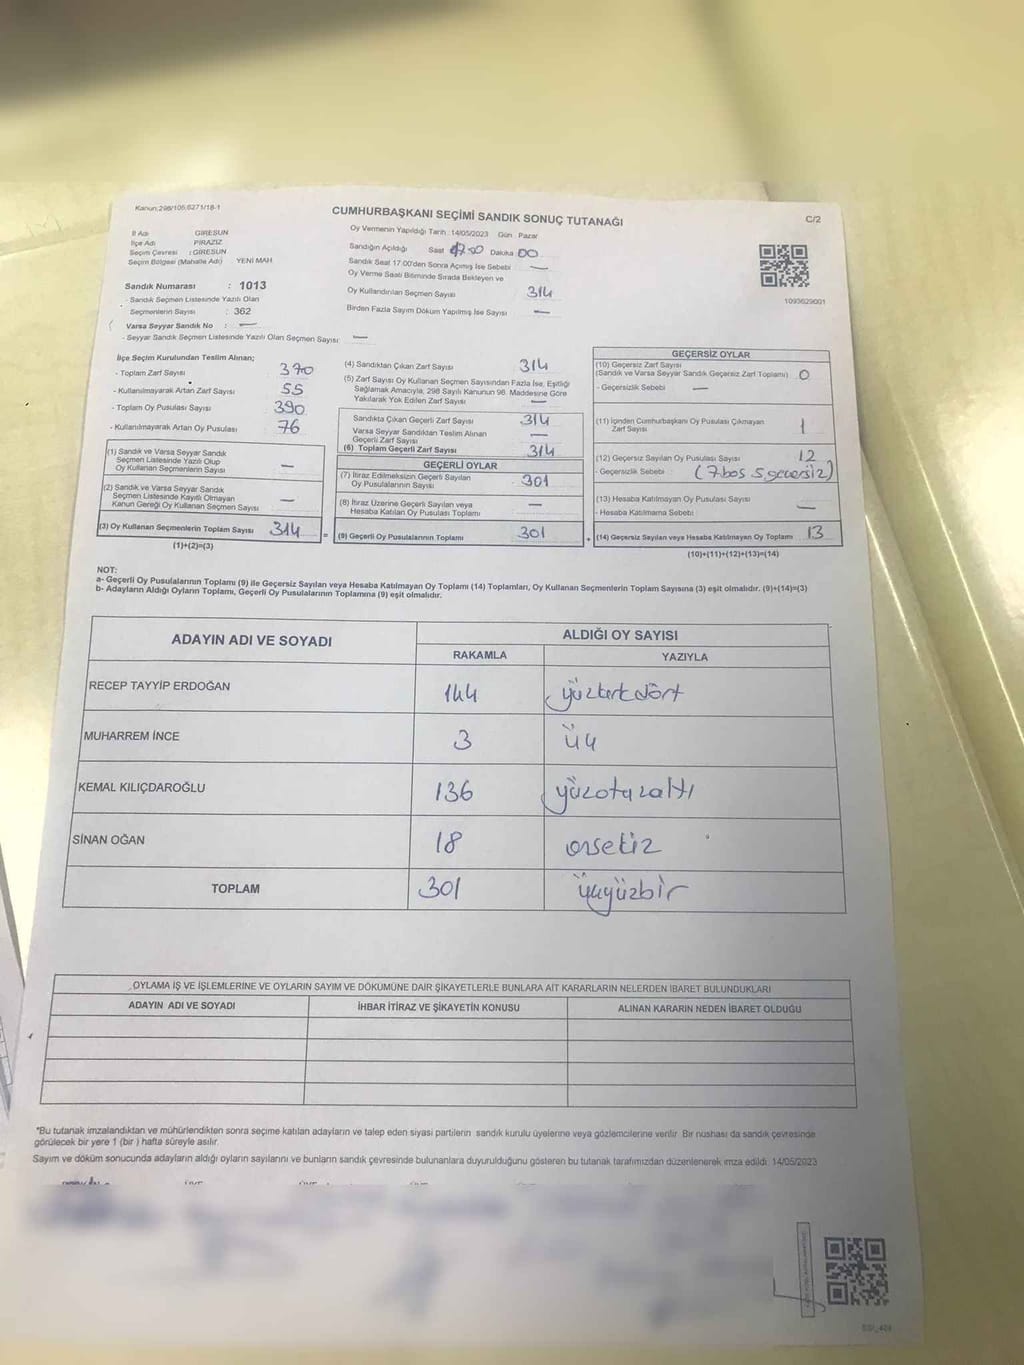 Kanun:298/105,6271/18-1
CUMHURBAŞKANI SEÇİMİ SANDIK SONUÇ TUTANAĞI
C/2
İl Adı GİRESUN
İlçe Adı PİRAZİZ
Seçim Çevresi : GİRESUN
Seçim Bölgesi (Mahalle Adı) YENİ MAH
Sandık Numarası : 1013
- Sandık Seçmen Listesinde Yazılı Olan
Seçmenlerin Sayısı : 362
Varsa Seyyar Sandık No : —
- Seyyar Sandık Seçmen Listesinde Yazılı Olan Seçmen Sayısı —
Oy Vermenin Yapıldığı Tarih : 14/05/2023 Gün : Pazar
Sandığın Açıldığı Saat 17:00 Dakika 00
Sandık Saat 17.00'den Sonra Açılmış İse Sebebi —
Oy Verme Saati Bitiminde Sırada Bekleyen ve
Oy Kullandırılan Seçmen Sayısı 314
Birden Fazla Sayım Döküm Yapılmış İse Sayısı —
1093629001
İlçe Seçim Kurulundan Teslim Alınan;
- Toplam Zarf Sayısı 370
- Kullanılmayarak Artan Zarf Sayısı 55
- Toplam Oy Pusulası Sayısı 390
- Kullanılmayarak Artan Oy Pusulası 76
(1) Sandık ve Varsa Seyyar Sandık
Seçmen Listesinde Yazılı Olup
Oy Kullanan Seçmenlerin Sayısı —
(2) Sandık ve Varsa Seyyar Sandık
Seçmen Listesinde Kayıtlı Olmayan
Kanun Gereği Oy Kullanan Seçmen Sayısı —
(3) Oy Kullanan Seçmenlerin Toplam Sayısı 314 =
(1)+(2)=(3)
(4) Sandıktan Çıkan Zarf Sayısı 314
(5) Zarf Sayısı Oy Kullanan Seçmen Sayısından Fazla İse, Eşitliği
Sağlamak Amacıyla, 298 Sayılı Kanunun 98. Maddesine Göre
Yakılarak Yok Edilen Zarf Sayısı —
Sandıkta Çıkan Geçerli Zarf Sayısı 314
Varsa Seyyar Sandıktan Teslim Alınan
Geçerli Zarf Sayısı —
(6) Toplam Geçerli Zarf Sayısı 314
GEÇERLİ OYLAR
(7) İtiraz Edilmeksizin Geçerli Sayılan
Oy Pusulalarının Sayısı 301
(8) İtiraz Üzerine Geçerli Sayılan veya
Hesaba Katılan Oy Pusulası Toplamı —
(9) Geçerli Oy Pusulalarının Toplamı 301 +
GEÇERSİZ OYLAR
(10) Geçersiz Zarf Sayısı
(Sandık ve Varsa Seyyar Sandık Geçersiz Zarf Toplamı) 0
- Geçersizlik Sebebi —
(11) İçinden Cumhurbaşkanı Oy Pusulası Çıkmayan
Zarf Sayısı 1
(12) Geçersiz Sayılan Oy Pusulası Sayısı 12
- Geçersizlik Sebebi (7 boş 5 geçersiz)
(13) Hesaba Katılmayan Oy Pusulası Sayısı
- Hesaba Katılmama Sebebi —
(14) Geçersiz Sayılan veya Hesaba Katılmayan Oy Toplamı 13
(10)+(11)+(12)+(13)=(14)
NOT:
a- Geçerli Oy Pusulalarının Toplamı (9) ile Geçersiz Sayılan veya Hesaba Katılmayan Oy Toplamı (14) Toplamları, Oy Kullanan Seçmenlerin Toplam Sayısına (3) eşit olmalıdır. (9)+(14)=(3)
b- Adayların Aldığı Oyların Toplamı, Geçerli Oy Pusulalarının Toplamına (9) eşit olmalıdır.
ADAYIN ADI VE SOYADI ALDIĞI OY SAYISI
RAKAMLA YAZIYLA
RECEP TAYYİP ERDOĞAN 144 yüzkırkdört
MUHARREM İNCE 3 üç
KEMAL KILIÇDAROĞLU 136 yüzotuzaltı
SİNAN OĞAN 18 onsekiz
TOPLAM 301 üçyüzbir
OYLAMA İŞ VE İŞLEMLERİNE VE OYLARIN SAYIM VE DÖKÜMÜNE DAİR ŞİKAYETLERLE BUNLARA AİT KARARLARIN NELERDEN İBARET BULUNDUKLARI
ADAYIN ADI VE SOYADI İHBAR İTİRAZ VE ŞİKAYETİN KONUSU ALINAN KARARIN NEDEN İBARET OLDUĞU
*Bu tutanak imzalandıktan ve mühürlendikten sonra seçime katılan adayların ve talep eden siyasi partilerin sandık kurulu üyelerine veya gözlemcilerine verilir. Bir nüshası da sandık çevresinde
görülecek bir yere 1 (bir ) hafta süreyle asılır.
Sayım ve döküm sonucunda adayların aldığı oyların sayılarını ve bunların sandık çevresinde bulunanlara duyurulduğunu gösteren bu tutanak tarafımızdan düzenlenerek imza edildi. 14/05/2023